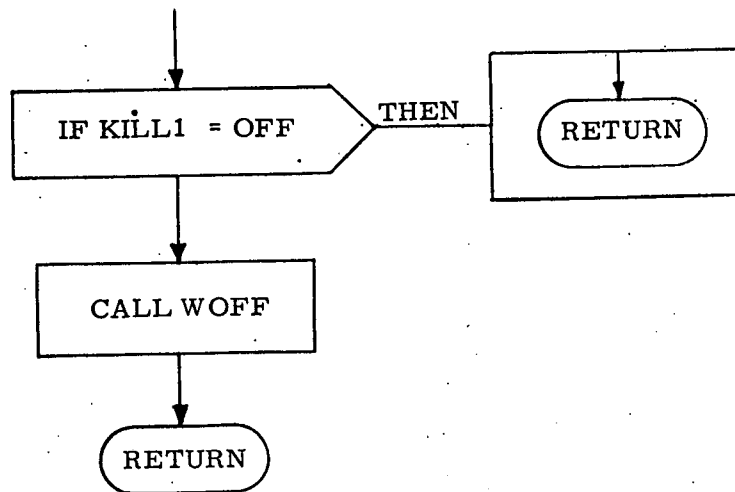 IF KILL1 = OFF
THEN
RETURN
CALL WOFF
RETURN